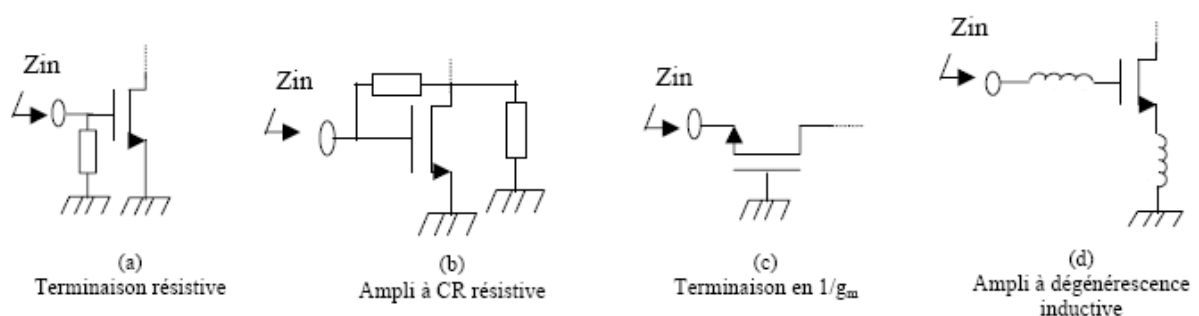 Zin
Zin
Zin
Zin
(a)
Terminaison résistive
(b)
Ampli à CR résistive
(c)
Terminaison en 1/gm
(d)
Ampli à dégénérescence
inductive